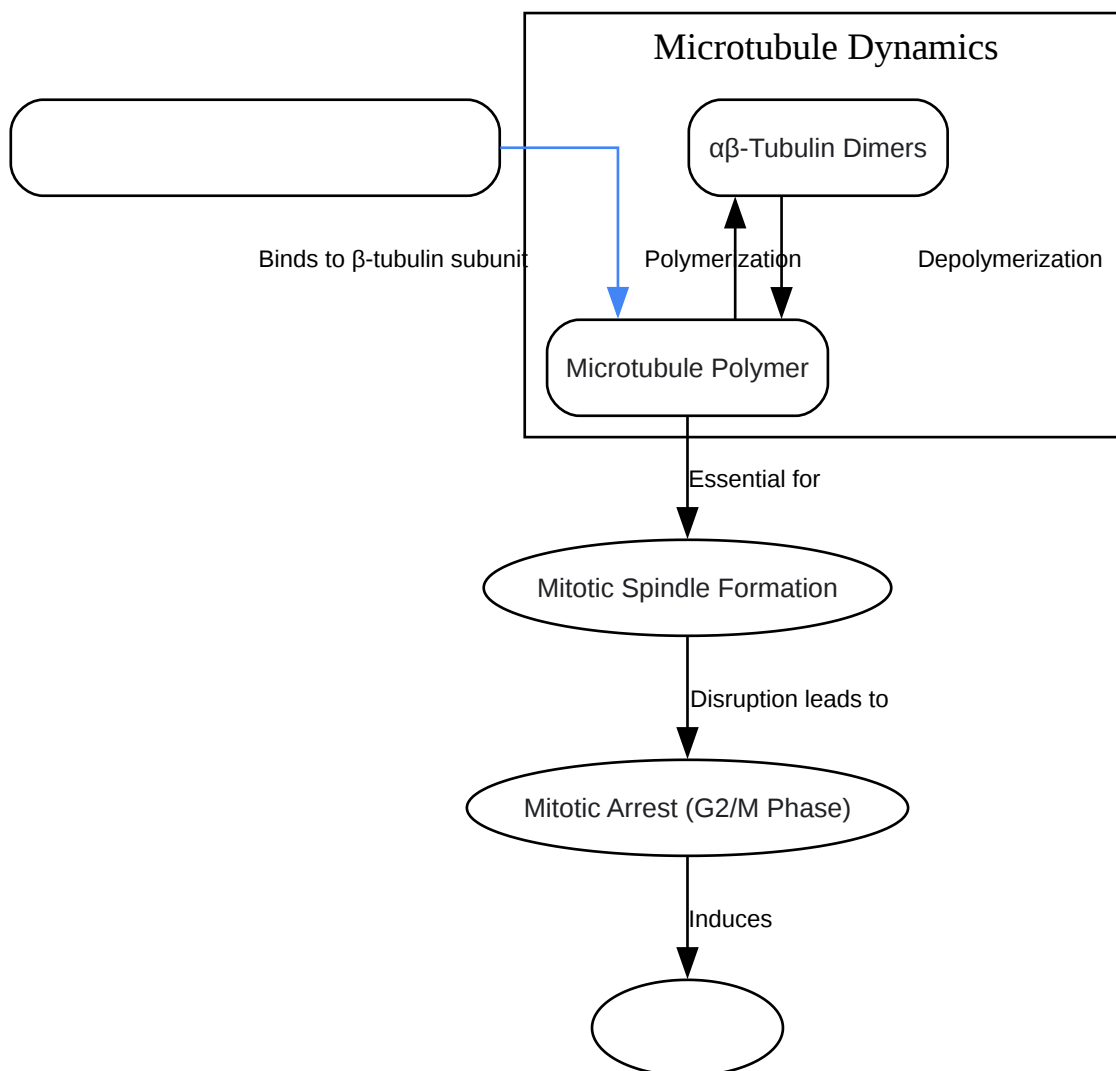 Microtubule Dynamics
αβ-Tubulin Dimers
Binds to β-tubulin subunit
Polymerization
Depolymerization
Microtubule Polymer
Essential for
Mitotic Spindle Formation
Disruption leads to
Mitotic Arrest (G2/M Phase)
Induces